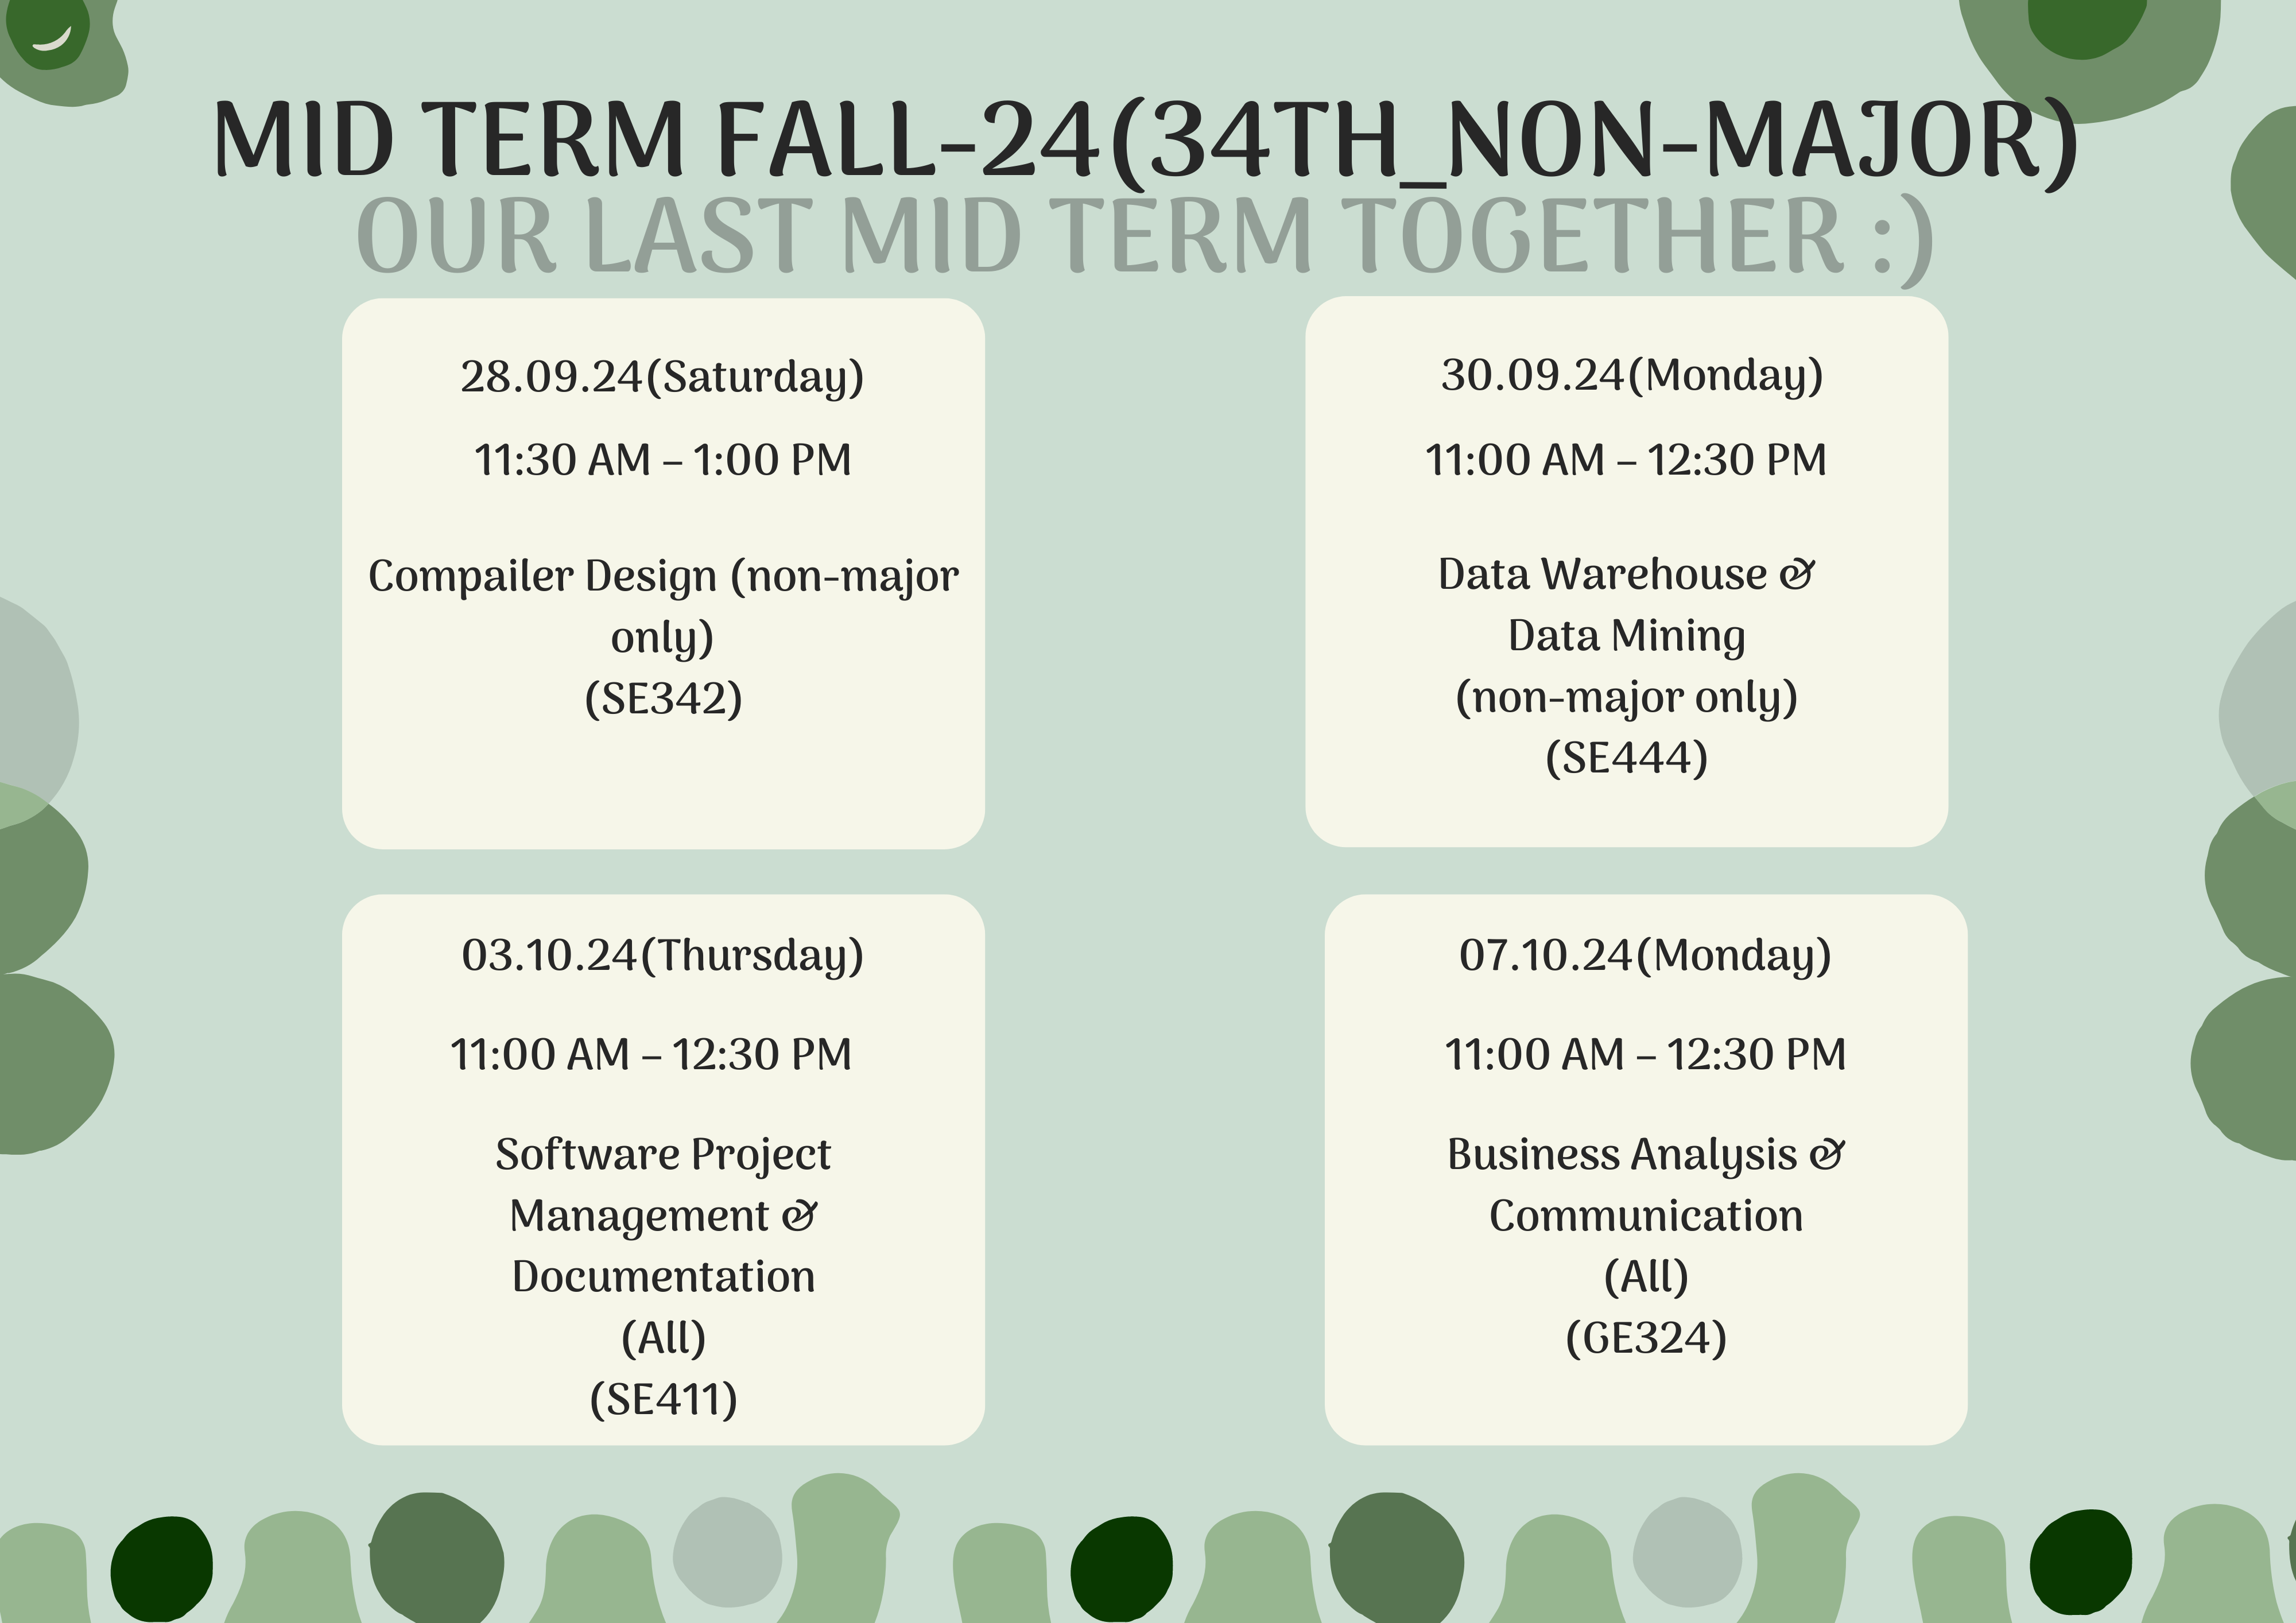 MID TERM FALL-24(34TH_NON-MAJOR)
OUR LAST MID TERM TOGETHER :)
28.09.24(Saturday)
11:30 AM – 1:00 PM
Compailer Design (non-major
only)
(SE342)
30.09.24(Monday)
11:00 AM – 12:30 PM
Data Warehouse &
Data Mining
(non-major only)
(SE444)
03.10.24(Thursday)
11:00 AM – 12:30 PM
Software Project
Management &
Documentation
(All)
(SE411)
07.10.24(Monday)
11:00 AM – 12:30 PM
Business Analysis &
Communication
(All)
(GE324)